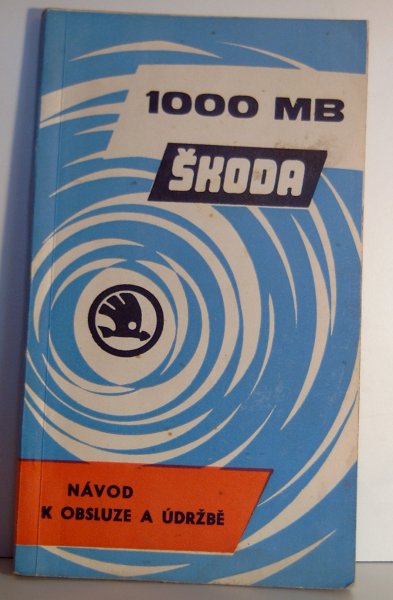 1000 MB
ŠKODA
NÁVOD
K OBSLUZE A ÚDRŽBĚ